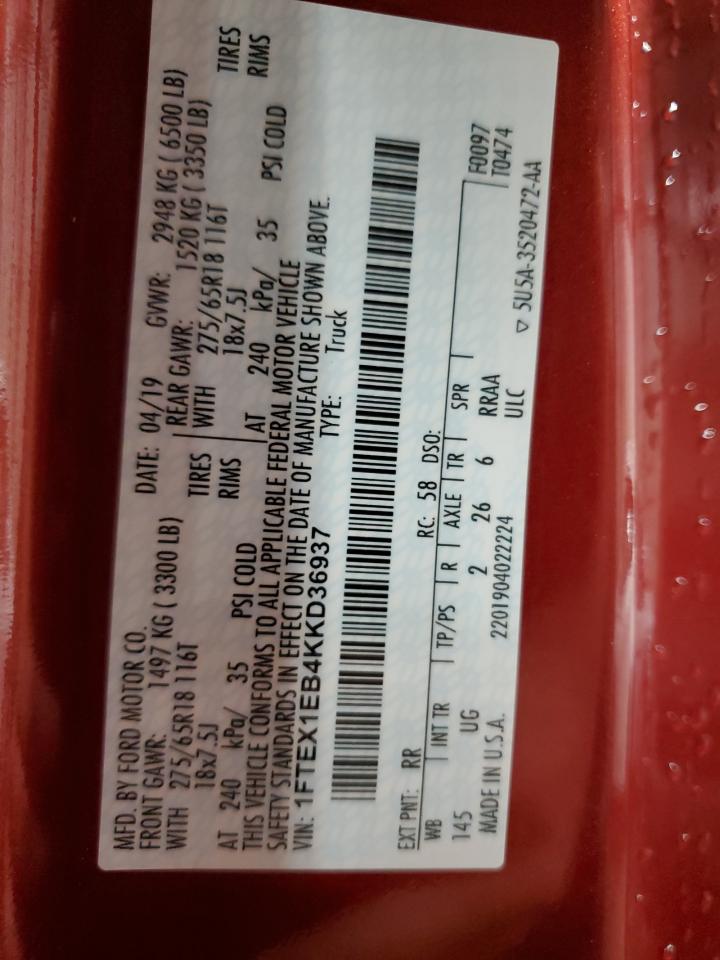 MFD. BY FORD MOTOR CO.
DATE: 04/19 GVWR: 2948 KG ( 6500 LB)
FRONT GAWR: 1497 KG ( 3300 LB) REAR GAWR: 1520 KG ( 3350 LB)
WITH 275/65R18 116T TIRES WITH 275/65R18 116T TIRES
18x7.5J RIMS 18x7.5J RIMS
AT 240 kPa/ 35 PSI COLD AT 240 kPa/ 35 PSI COLD
THIS VEHICLE CONFORMS TO ALL APPLICABLE FEDERAL MOTOR VEHICLE
SAFETY STANDARDS IN EFFECT ON THE DATE OF MANUFACTURE SHOWN ABOVE.
VIN: 1FTEX1EB4KKD36937 TYPE: Truck
EXT PNT: RR RC: 58 DSO: F0097
WB INT TR TP/PS R AXLE TR SPR T0474
145 UG 2 26 6 RRAA
MADE IN U.S.A. 2201904022224 ULC ▽ 5U5A-3520472-AA